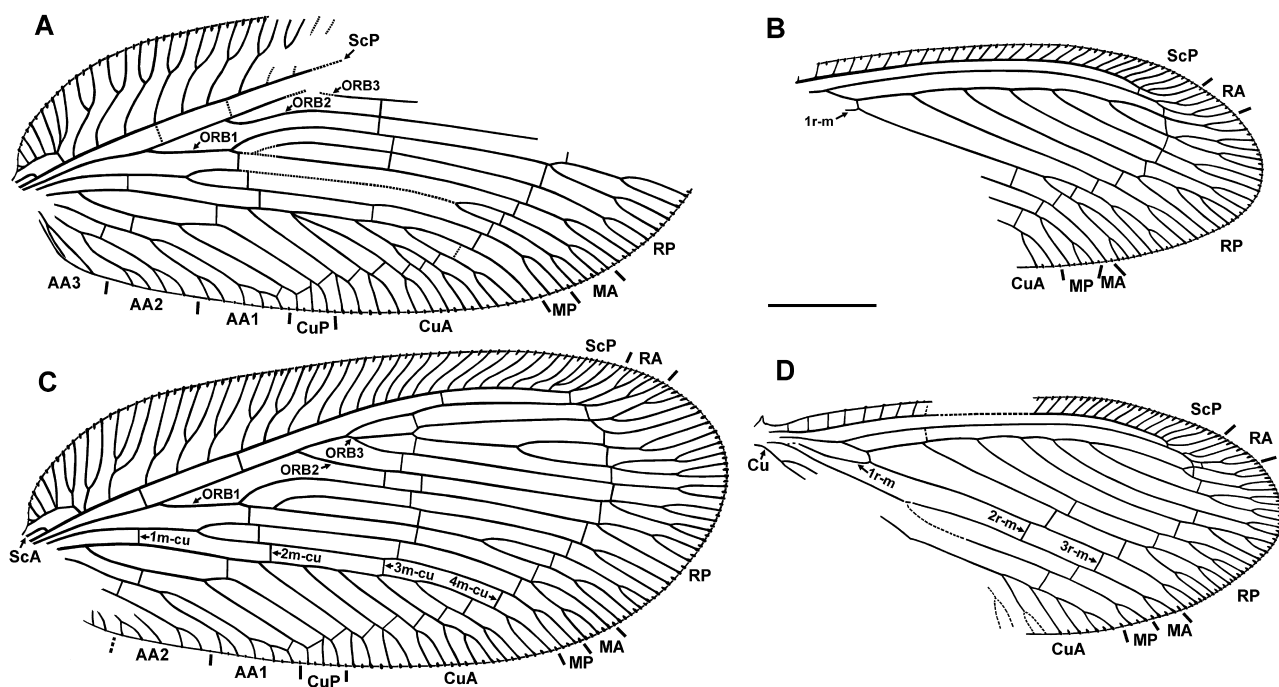 A
ScP
ORB3
ORB2
ORB1
AA3
AA2
AA1
CuP
CuA
MP
MA
RP
B
ScP
RA
1r-m
RP
CuA
MP
MA
C
ScP
RA
ORB3
ORB2
ORB1
ScA
1m-cu
2m-cu
3m-cu
4m-cu
RP
AA2
AA1
CuP
CuA
MP
MA
D
ScP
RA
Cu
1r-m
2r-m
3r-m
RP
CuA
MP
MA